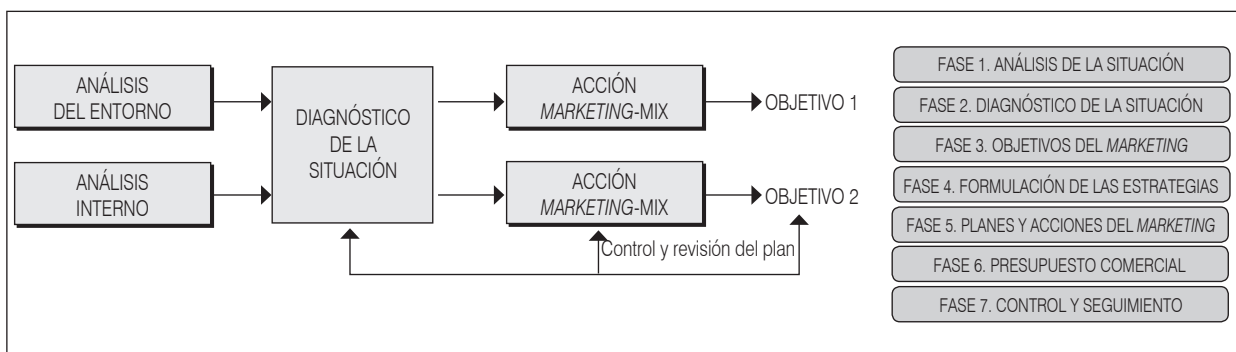 ANÁLISIS
DEL ENTORNO
ANÁLISIS
INTERNO
DIAGNÓSTICO
DE LA
SITUACIÓN
ACCIÓN
MARKETING-MIX
OBJETIVO 1
ACCIÓN
MARKETING-MIX
OBJETIVO 2
Control y revisión del plan
FASE 1. ANÁLISIS DE LA SITUACIÓN
FASE 2. DIAGNÓSTICO DE LA SITUACIÓN
FASE 3. OBJETIVOS DEL MARKETING
FASE 4. FORMULACIÓN DE LAS ESTRATEGIAS
FASE 5. PLANES Y ACCIONES DEL MARKETING
FASE 6. PRESUPUESTO COMERCIAL
FASE 7. CONTROL Y SEGUIMIENTO